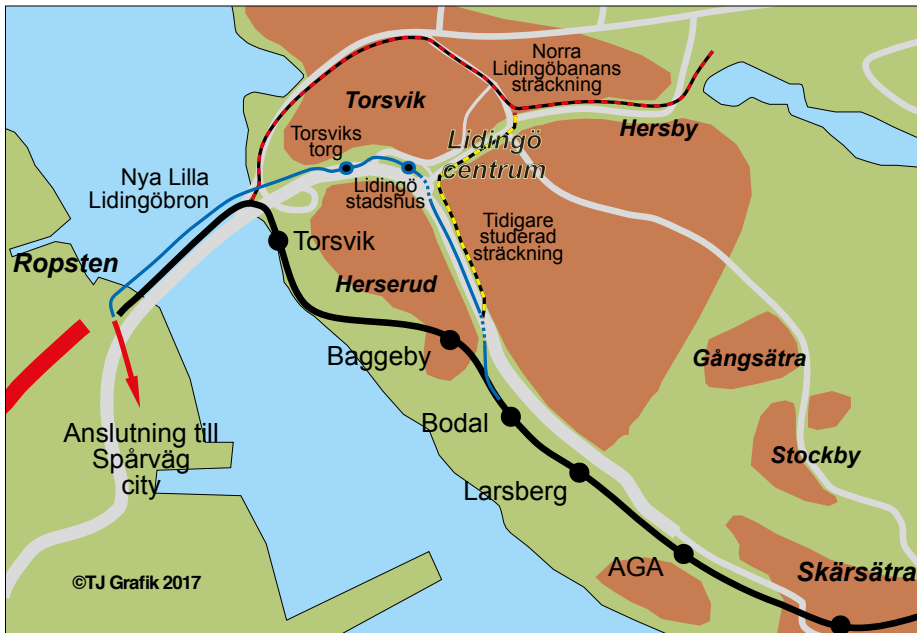 Norra
Lidingöbanans
sträckning
Torsvik
Hersby
Torsviks
torg
Lidingö
centrum
Nya Lilla
Lidingöbron
Lidingö
stadshus
Tidigare
studerad
sträckning
Ropsten
Torsvik
Herserud
Baggeby
Gångsätra
Bodal
Anslutning till
Spårväg
city
Stockby
Larsberg
AGA
Skärsätra
©TJ Grafik 2017